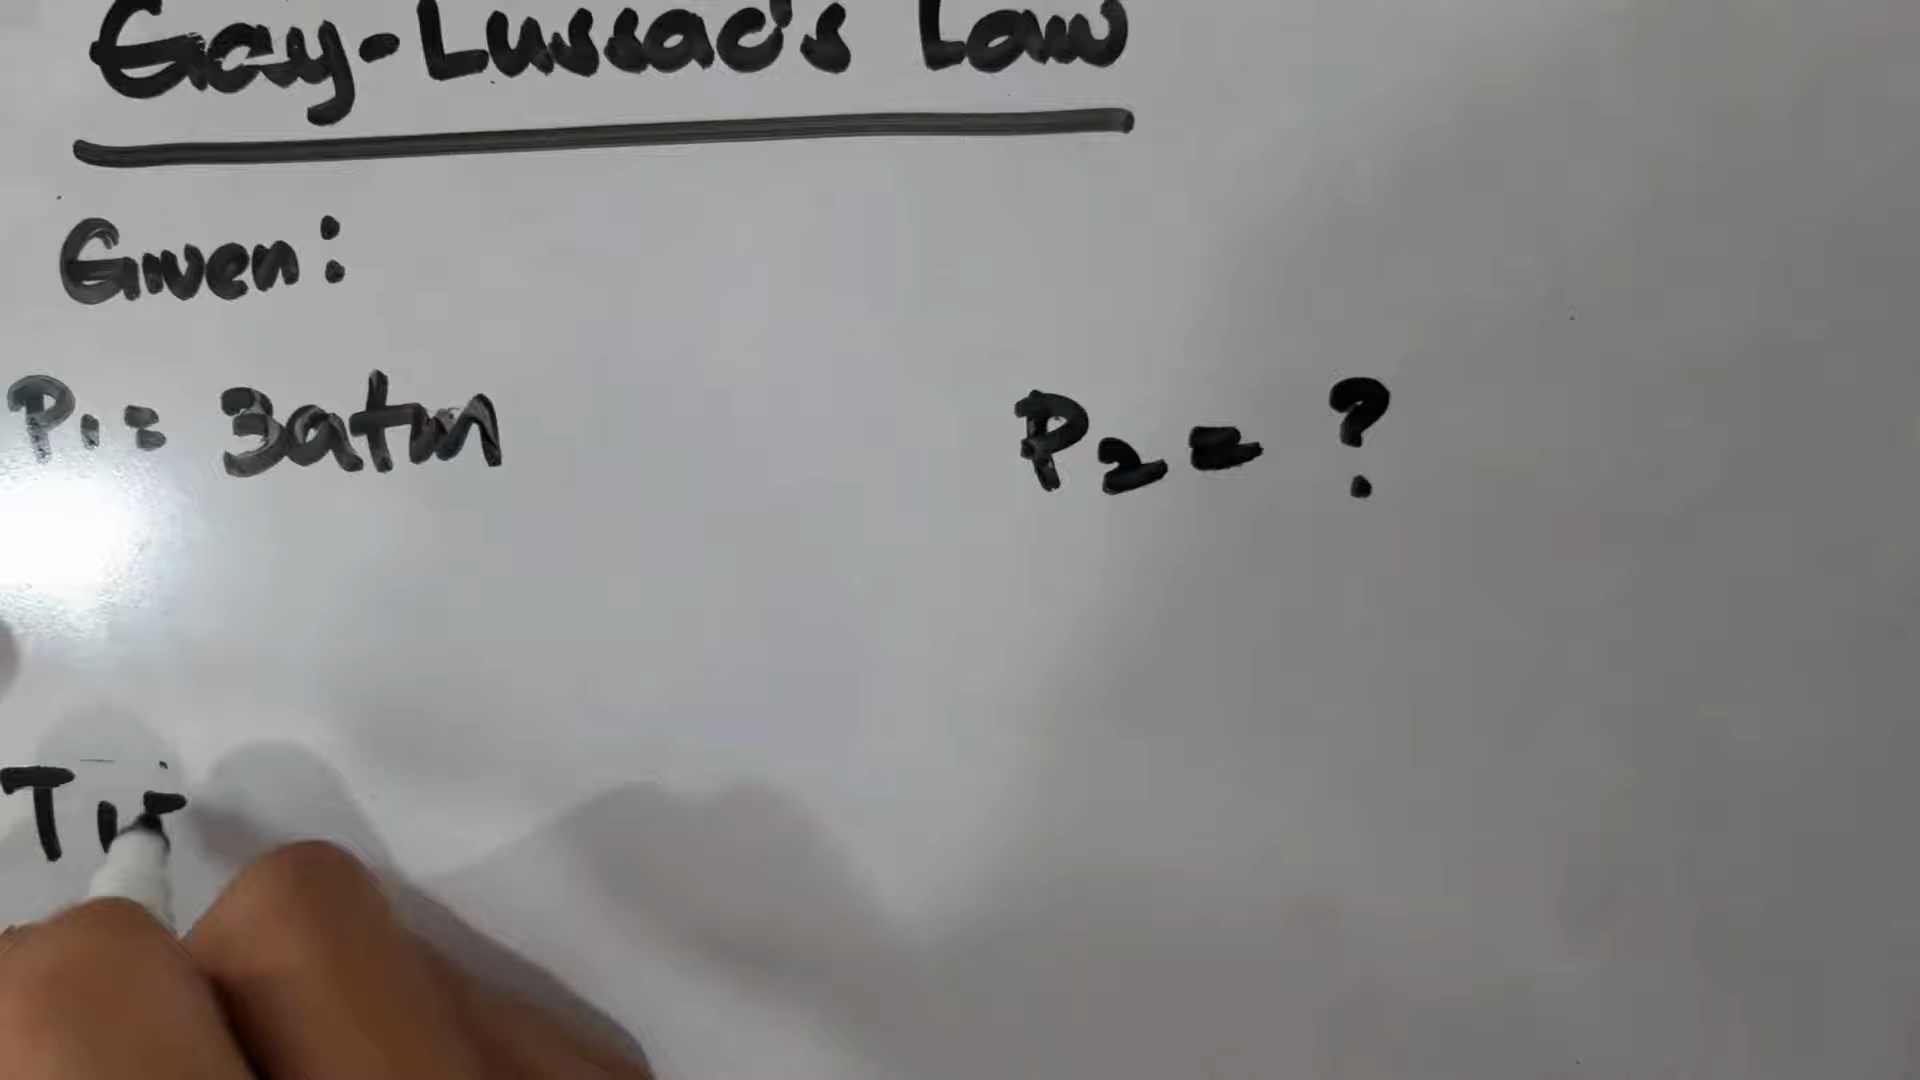 Gay-Lussac's Law
Given:
P₁ = 3atm
P₂ = ?
T₁ =